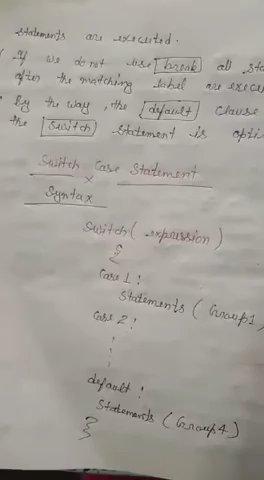 statements are executed.
If we do not use break all sta
after the matching label are execu
By the way, the default clause
the switch statement is opti
Switch Case Statement
Syntax
Switch( expression)
{
Case 1 :
Statements ( Group1
Case 2 :
default :
Statements ( Group4)
}